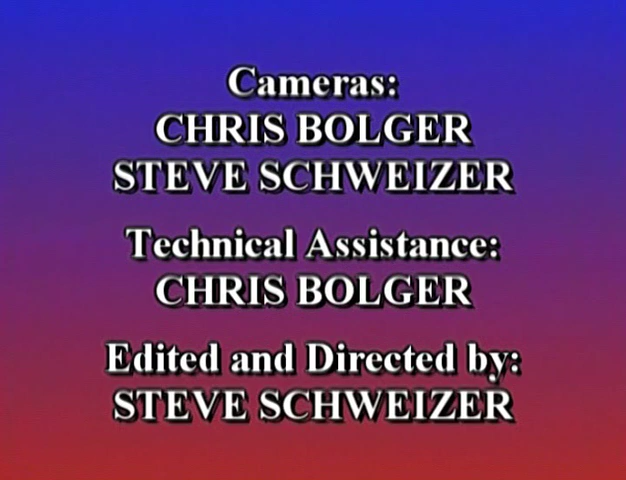 Cameras:
CHRIS BOLGER
STEVE SCHWEIZER
Technical Assistance:
CHRIS BOLGER
Edited and Directed by:
STEVE SCHWEIZER